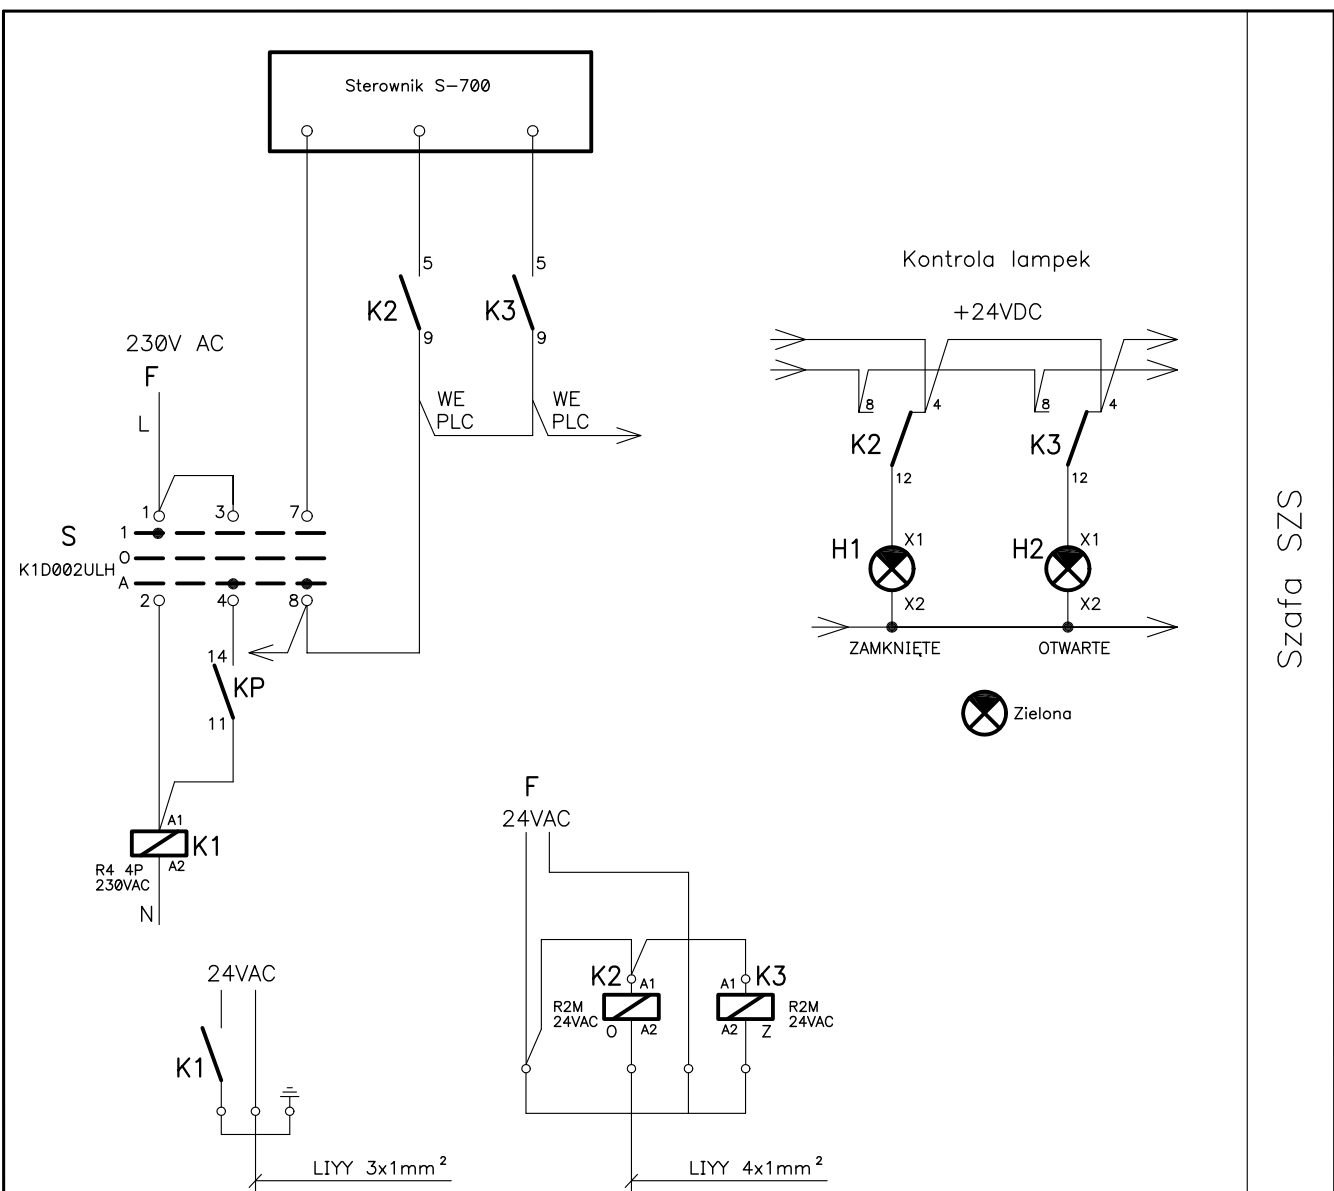 Sterownik S-700
5
5
K2
K3
9
9
WE
PLC
WE
PLC
230V AC
F
L
1
3
7
S
K1D002ULH
1
0
A
2
4
8
14
KP
11
A1
K1
A2
R4 4P
230VAC
N
Kontrola lampek
+24VDC
8
4
8
4
K2
K3
12
12
H1
X1
H2
X1
X2
X2
ZAMKNIĘTE
OTWARTE
Zielona
Szafa SZS
F
24VAC
K2
A1
A1
K3
R2M
24VAC
R2M
24VAC
O
A2
A2
Z
24VAC
K1
LIYY 3x1mm²
LIYY 4x1mm²